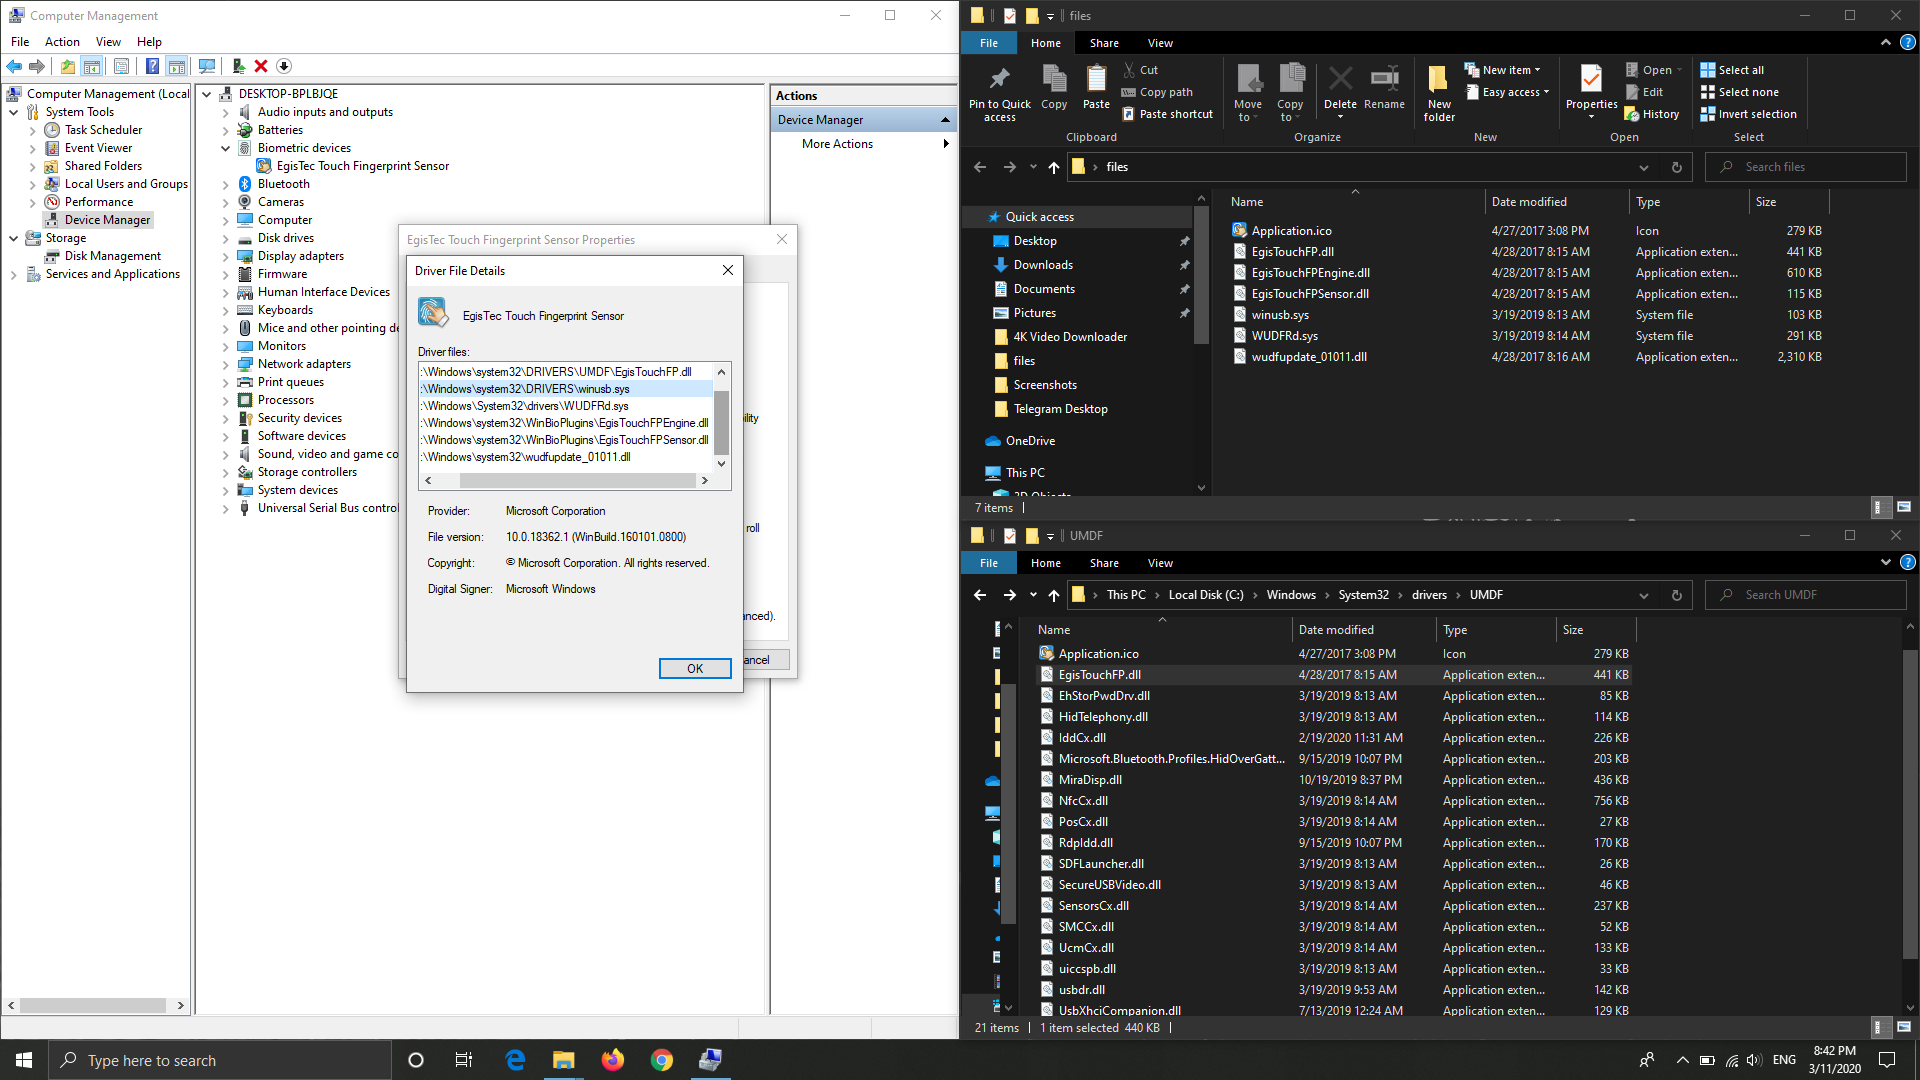 Computer Management
File Action View Help
Computer Management (Local
System Tools
Task Scheduler
Event Viewer
Shared Folders
Local Users and Groups
Performance
Device Manager
Storage
Disk Management
Services and Applications
DESKTOP-BPLBJQE
Audio inputs and outputs
Batteries
Biometric devices
EgisTec Touch Fingerprint Sensor
Bluetooth
Cameras
Computer
Disk drives
Display adapters
Firmware
Human Interface Devices
Keyboards
Mice and other pointing de
Monitors
Network adapters
Print queues
Processors
Security devices
Software devices
Sound, video and game co
Storage controllers
System devices
Universal Serial Bus control
Actions
Device Manager
More Actions
EgisTec Touch Fingerprint Sensor Properties
ility
roll
anced).
ancel
Driver File Details
EgisTec Touch Fingerprint Sensor
Driver files:
:\Windows\system32\DRIVERS\UMDF\EgisTouchFP.dll
:\Windows\system32\DRIVERS\winusb.sys
:\Windows\System32\drivers\WUDFRd.sys
:\Windows\system32\WinBioPlugins\EgisTouchFPEngine.dll
:\Windows\system32\WinBioPlugins\EgisTouchFPSensor.dll
:\Windows\system32\wudfupdate_01011.dll
Provider: Microsoft Corporation
File version: 10.0.18362.1 (WinBuild.160101.0800)
Copyright: © Microsoft Corporation. All rights reserved.
Digital Signer: Microsoft Windows
OK
files
File Home Share View
Pin to Quick access
Copy
Paste
Cut
Copy path
Paste shortcut
Clipboard
Move to
Copy to
Delete
Rename
Organize
New folder
New item
Easy access
New
Properties
Open
Edit
History
Open
Select all
Select none
Invert selection
Select
files
Search files
Quick access
Desktop
Downloads
Documents
Pictures
4K Video Downloader
files
Screenshots
Telegram Desktop
OneDrive
This PC
3D Objects
Name Date modified Type Size
Application.ico 4/27/2017 3:08 PM Icon 279 KB
EgisTouchFP.dll 4/28/2017 8:15 AM Application exten... 441 KB
EgisTouchFPEngine.dll 4/28/2017 8:15 AM Application exten... 610 KB
EgisTouchFPSensor.dll 4/28/2017 8:15 AM Application exten... 115 KB
winusb.sys 3/19/2019 8:13 AM System file 103 KB
WUDFRd.sys 3/19/2019 8:14 AM System file 291 KB
wudfupdate_01011.dll 4/28/2017 8:16 AM Application exten... 2,310 KB
7 items
UMDF
File Home Share View
This PC Local Disk (C:) Windows System32 drivers UMDF
Search UMDF
Name Date modified Type Size
Application.ico 4/27/2017 3:08 PM Icon 279 KB
EgisTouchFP.dll 4/28/2017 8:15 AM Application exten... 441 KB
EhStorPwdDrv.dll 3/19/2019 8:13 AM Application exten... 85 KB
HidTelephony.dll 3/19/2019 8:13 AM Application exten... 114 KB
IddCx.dll 2/19/2020 11:31 AM Application exten... 226 KB
Microsoft.Bluetooth.Profiles.HidOverGatt... 9/15/2019 10:07 PM Application exten... 203 KB
MiraDisp.dll 10/19/2019 8:37 PM Application exten... 436 KB
NfcCx.dll 3/19/2019 8:14 AM Application exten... 756 KB
PosCx.dll 3/19/2019 8:14 AM Application exten... 27 KB
RdpIdd.dll 9/15/2019 10:07 PM Application exten... 170 KB
SDFLauncher.dll 3/19/2019 8:13 AM Application exten... 26 KB
SecureUSBVideo.dll 3/19/2019 8:13 AM Application exten... 46 KB
SensorsCx.dll 3/19/2019 8:14 AM Application exten... 237 KB
SMCCx.dll 3/19/2019 8:14 AM Application exten... 52 KB
UcmCx.dll 3/19/2019 8:14 AM Application exten... 133 KB
uiccspb.dll 3/19/2019 8:13 AM Application exten... 33 KB
usbdr.dll 3/19/2019 9:53 AM Application exten... 142 KB
UsbXhciCompanion.dll 7/13/2019 12:24 AM Application exten... 129 KB
21 items 1 item selected 440 KB
Type here to search
ENG
8:42 PM
3/11/2020